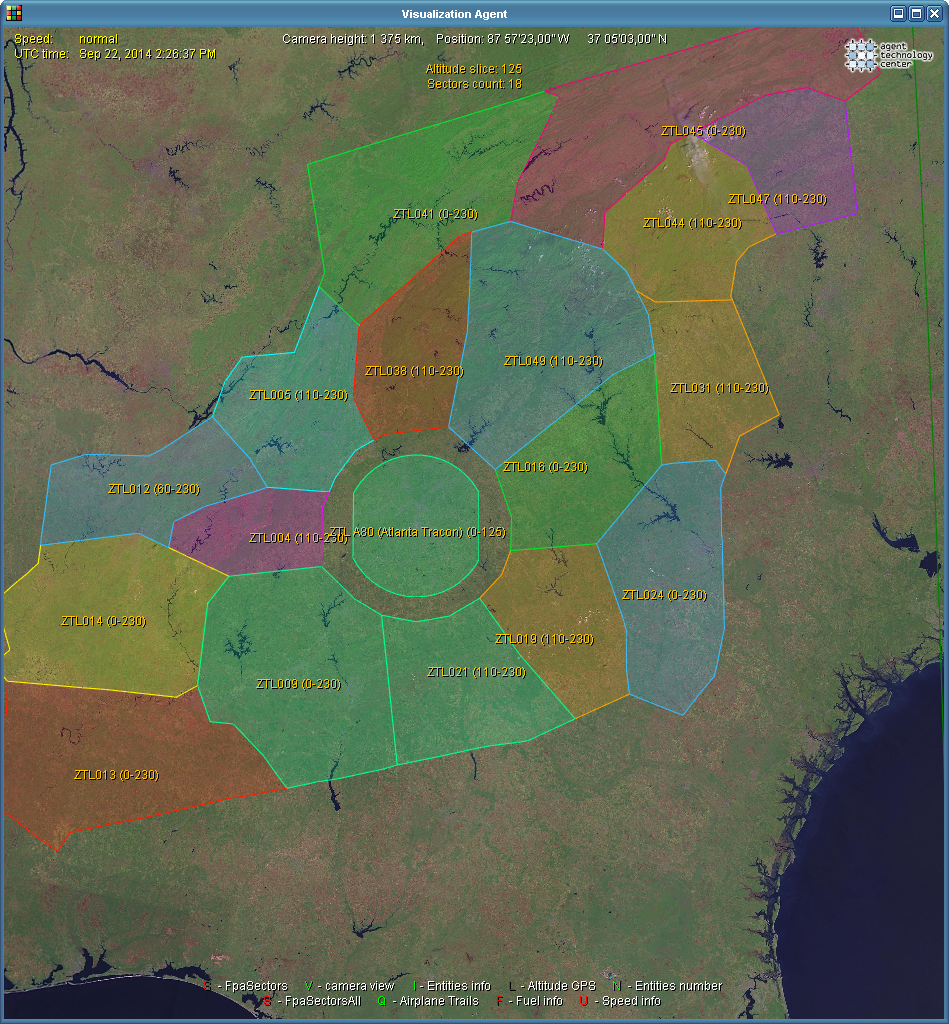 Visualization Agent
Speed: normal
Camera height: 1 375 km, Position: 87 57'23,00" W 37 05'03,00" N
UTC time: Sep 22, 2014 2:26:37 PM
agent
technology
center
Altitude slice: 125
Sectors count: 18
ZTL045 (0-230)
ZTL047 (110-230)
ZTL041 (0-230)
ZTL044 (110-230)
ZTL049 (110-230)
ZTL038 (110-230)
ZTL031 (110-230)
ZTL005 (110-230)
ZTL016 (0-230)
ZTL012 (60-230)
ZTL A80 (Atlanta Tracon) (0-125)
ZTL004 (110-230)
ZTL024 (0-230)
ZTL014 (0-230)
ZTL019 (110-230)
ZTL021 (110-230)
ZTL009 (0-230)
ZTL013 (0-230)
S - FpaSectors V - camera view I - Entities info L - Altitude GPS N - Entities number
S - FpaSectorsAll Q - Airplane Trails F - Fuel info U - Speed info